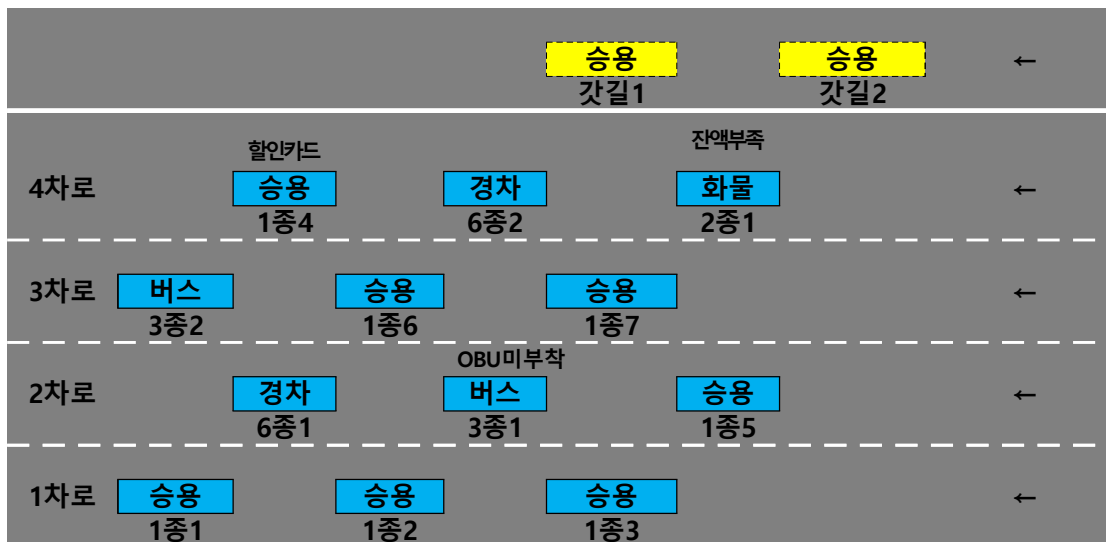 승용 승용 ←
갓길1 갓길2
할인카드 잔액부족
4차로 승용 경차 화물 ←
1종4 6종2 2종1
3차로 버스 승용 승용 ←
3종2 1종6 1종7
OBU미부착
2차로 경차 버스 승용 ←
6종1 3종1 1종5
1차로 승용 승용 승용 ←
1종1 1종2 1종3